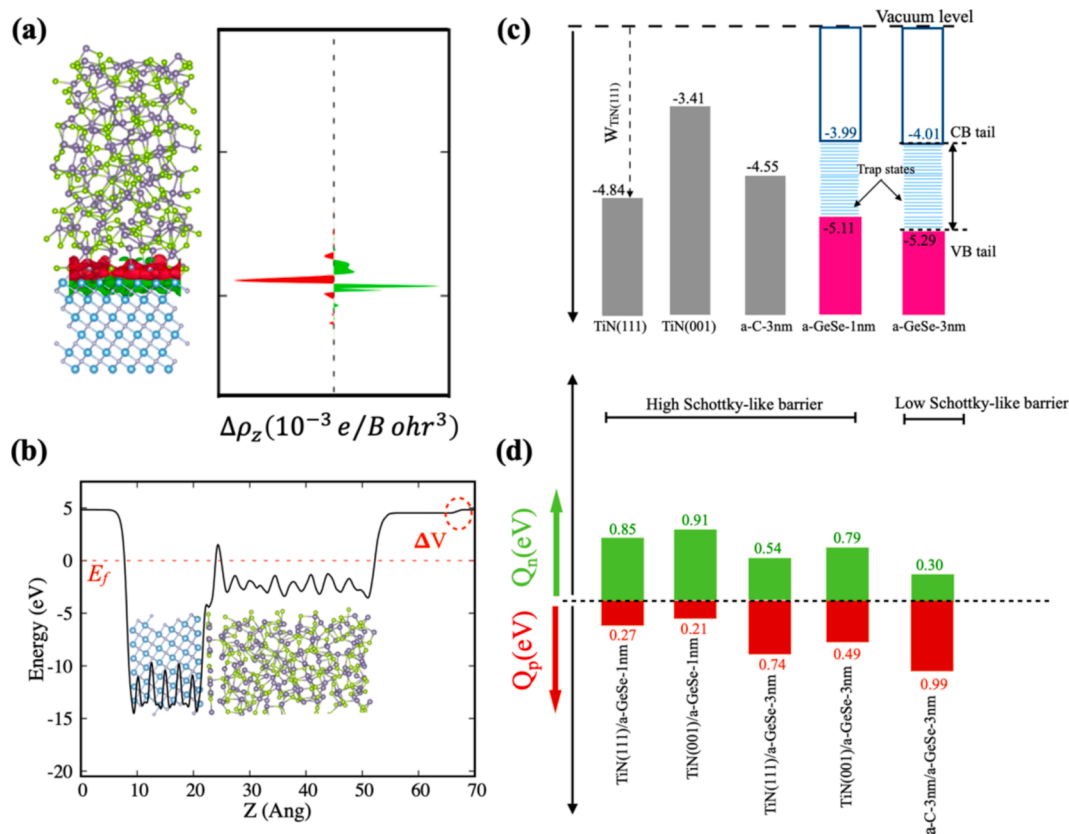 (a)
Δρz(10⁻³ e/B ohr³)
(b)
5
0
-5
-10
-15
-20
Energy (eV)
Ef
ΔV
0 10 20 30 40 50 60 70
Z (Ang)
(c)
Vacuum level
WTiN(111)
-4.84
-3.41
-4.55
-3.99
-4.01
CB tail
Trap states
-5.11
-5.29
VB tail
TiN(111) TiN(001) a-C-3nm a-GeSe-1nm a-GeSe-3nm
High Schottky-like barrier
Low Schottky-like barrier
(d)
Qn(eV)
Qp(eV)
0.85 0.91 0.54 0.79 0.30
0.27 0.21 0.74 0.49 0.99
TiN(111)/a-GeSe-1nm
TiN(001)/a-GeSe-1nm
TiN(111)/a-GeSe-3nm
TiN(001)/a-GeSe-3nm
a-C-3nm/a-GeSe-3nm